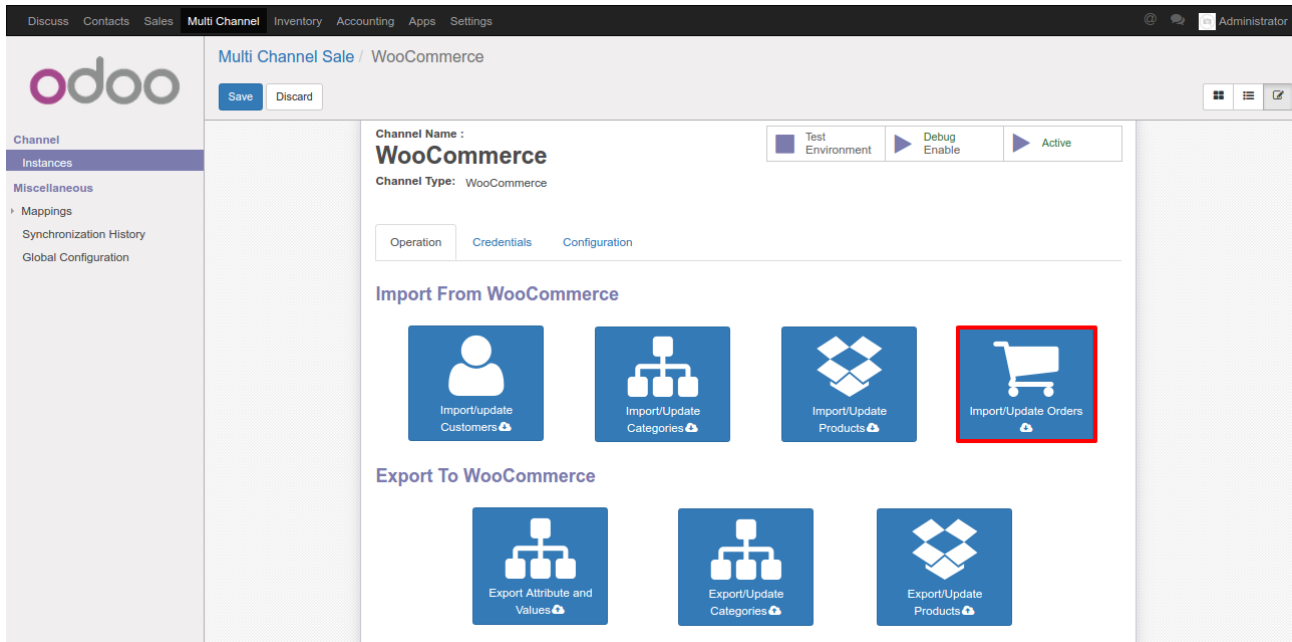 Discuss Contacts Sales Multi Channel Inventory Accounting Apps Settings @ Administrator
odoo
Multi Channel Sale / WooCommerce
Save Discard
Channel
Instances
Miscellaneous
Mappings
Synchronization History
Global Configuration
Channel Name :
WooCommerce
Channel Type: WooCommerce
Test
Environment
Debug
Enable
Active
Operation Credentials Configuration
Import From WooCommerce
Import/update
Customers
Import/Update
Categories
Import/Update
Products
Import/Update Orders
Export To WooCommerce
Export Attribute and
Values
Export/Update
Categories
Export/Update
Products